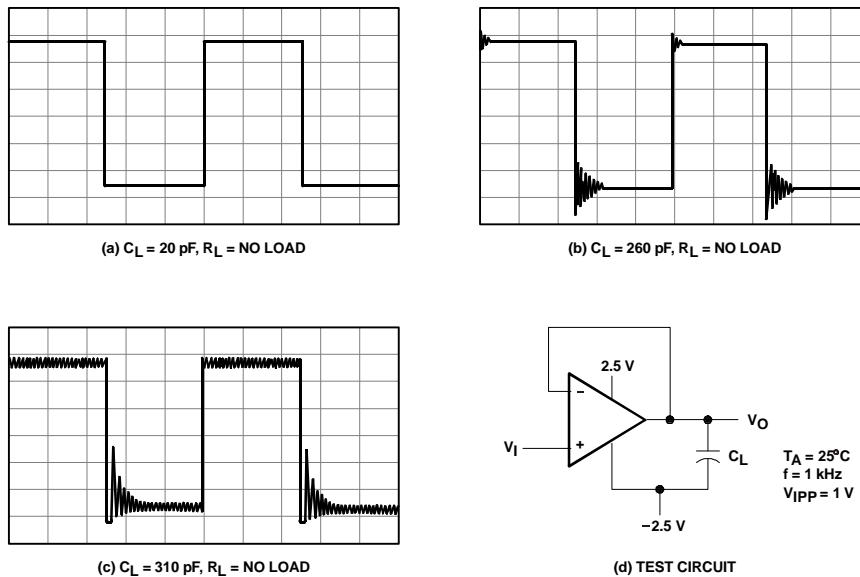 (a) CL = 20 pF, RL = NO LOAD
(b) CL = 260 pF, RL = NO LOAD
(c) CL = 310 pF, RL = NO LOAD
2.5 V
−
+
VI
VO
CL
TA = 25°C
f = 1 kHz
VIPP = 1 V
−2.5 V
(d) TEST CIRCUIT